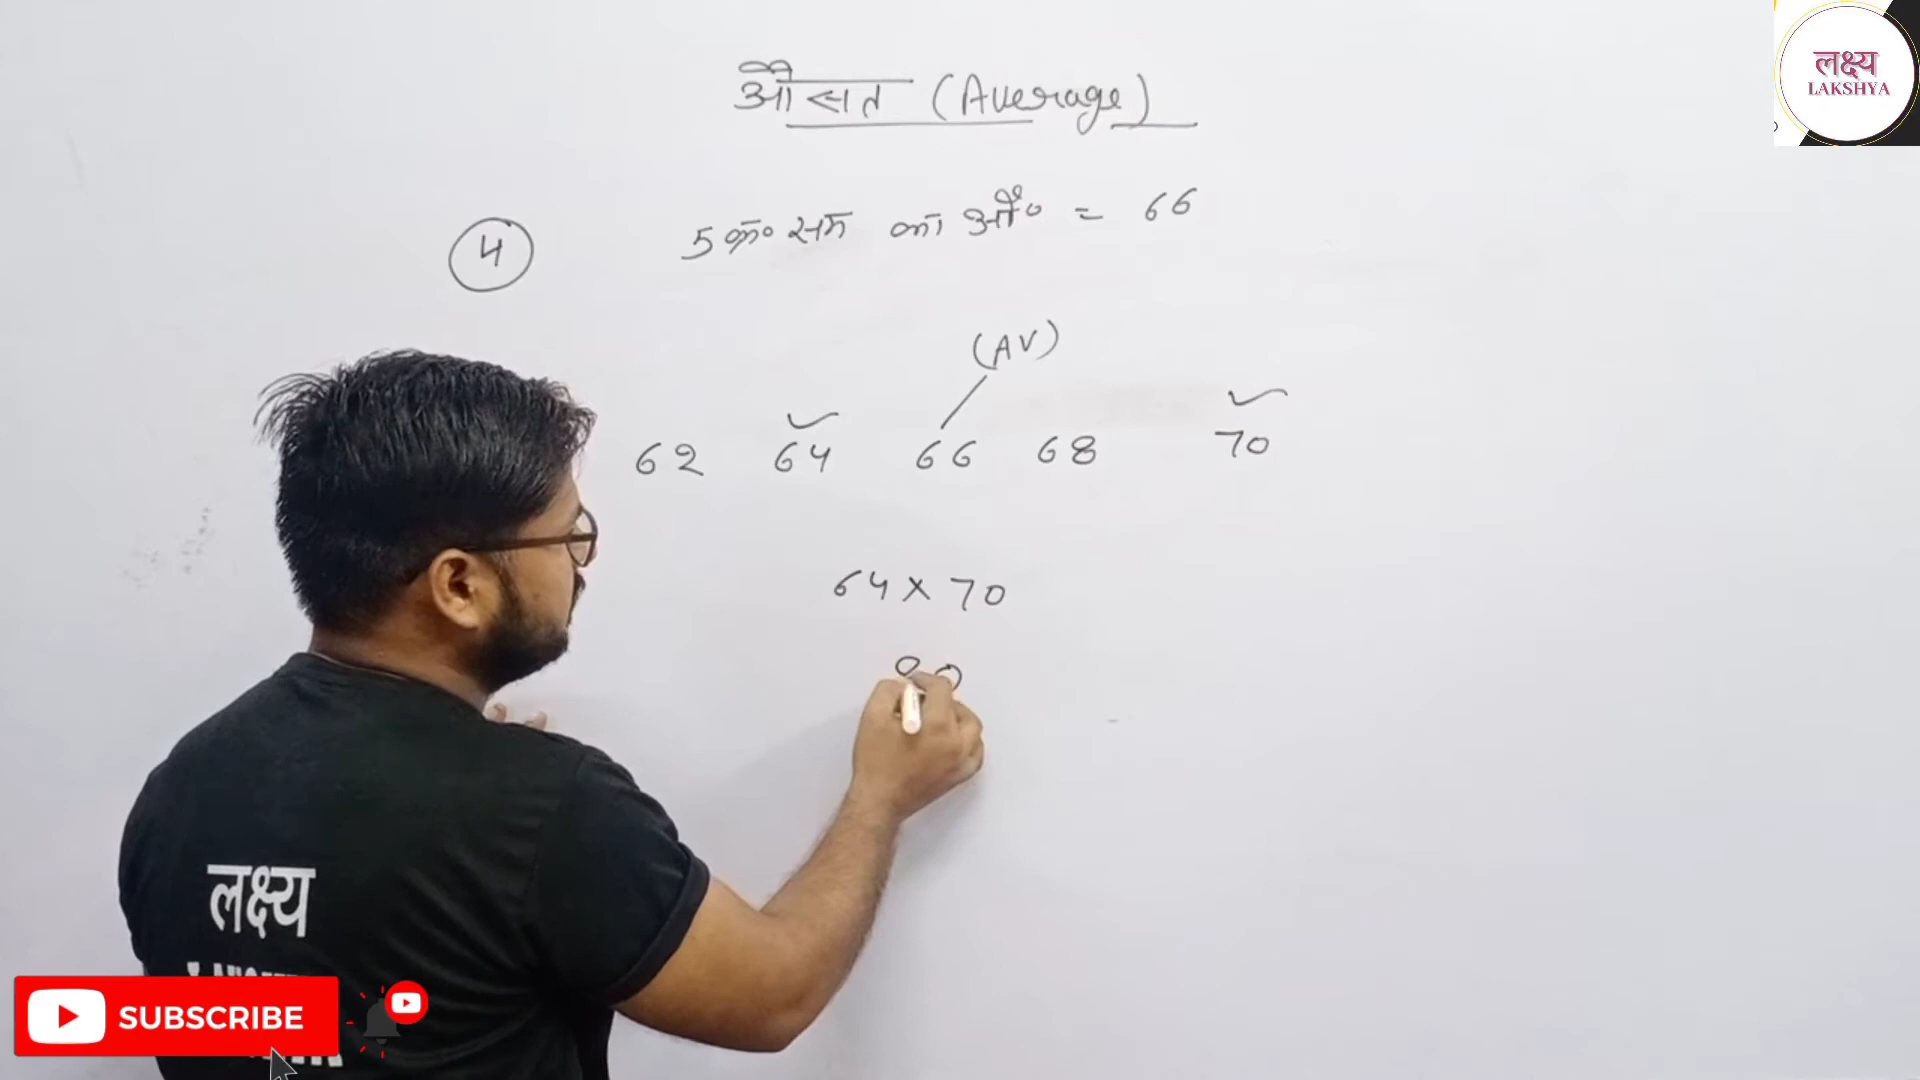 औसत (Average)
लक्ष्य
LAKSHYA
4
5 क्र० सम का औ० = 66
(AV)
62 64 66 68 70
64 x 70
80
लक्ष्य
SUBSCRIBE